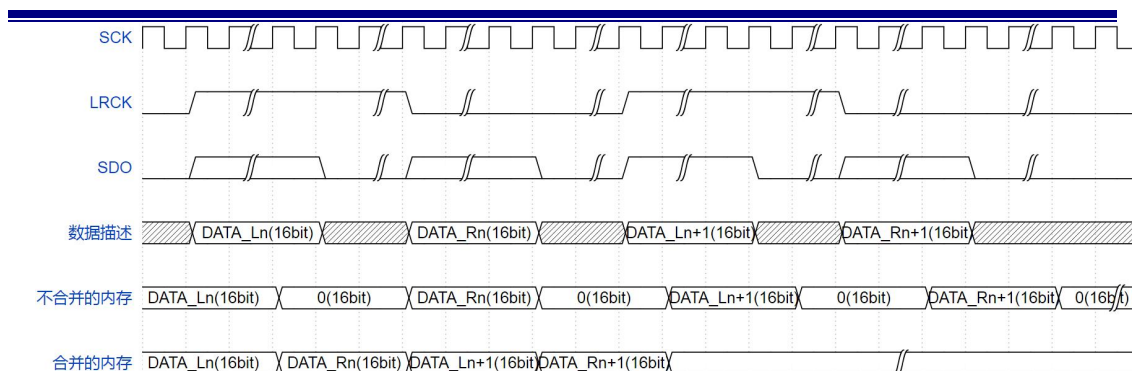 SCK
LRCK
SDO
数据描述 DATA_Ln(16bit) DATA_Rn(16bit) DATA_Ln+1(16bit) DATA_Rn+1(16bit)
不合并的内存 DATA_Ln(16bit) 0(16bit) DATA_Rn(16bit) 0(16bit) DATA_Ln+1(16bit) 0(16bit) DATA_Rn+1(16bit) 0(16bit)
合并的内存 DATA_Ln(16bit) DATA_Rn(16bit) DATA_Ln+1(16bit) DATA_Rn+1(16bit)